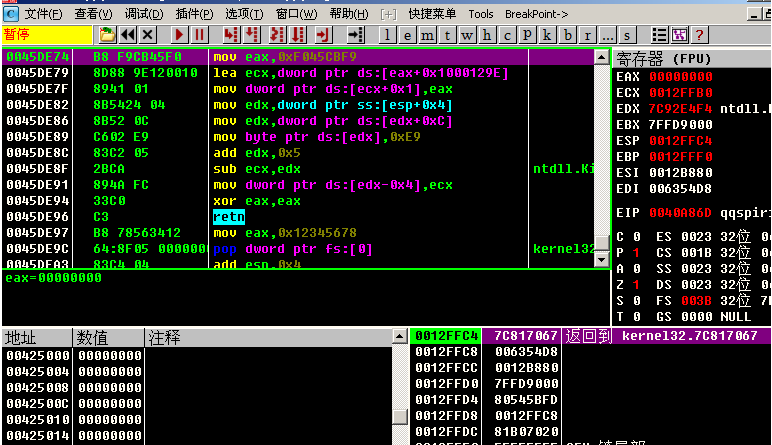 C 文件(F) 查看(V) 调试(D) 插件(P) 选项(T) 窗口(W) 帮助(H) [+] 快捷菜单 Tools BreakPoint->
暂停 l e m t w h c p k b z r ... s ?
0045DE74 B8 F9CB45F0 mov eax,0xF045CBF9
0045DE79 8D88 9E120010 lea ecx,dword ptr ds:[eax+0x1000129E]
0045DE7F 8941 01 mov dword ptr ds:[ecx+0x1],eax
0045DE82 8B5424 04 mov edx,dword ptr ss:[esp+0x4]
0045DE86 8B52 0C mov edx,dword ptr ds:[edx+0xC]
0045DE89 C602 E9 mov byte ptr ds:[edx],0xE9
0045DE8C 83C2 05 add edx,0x5
0045DE8F 2BCA sub ecx,edx ntdll.Ki
0045DE91 894A FC mov dword ptr ds:[edx-0x4],ecx
0045DE94 33C0 xor eax,eax
0045DE96 C3 retn
0045DE97 B8 78563412 mov eax,0x12345678
0045DE9C 64:8F05 0000000 pop dword ptr fs:[0] kernel32
0045DEA3 83C4 04 add esp,0x4
eax=00000000
寄存器 (FPU)
EAX 00000000
ECX 0012FFB0
EDX 7C92E4F4 ntdll.
EBX 7FFD9000
ESP 0012FFC4
EBP 0012FFF0
ESI 0012B880
EDI 006354D8
EIP 0040A86D qqspiri
C 0 ES 0023 32位 0
P 1 CS 001B 32位 0
A 0 SS 0023 32位 0
Z 1 DS 0023 32位 0
S 0 FS 003B 32位 7
T 0 GS 0000 NULL
地址 数值 注释
00425000 00000000
00425004 00000000
00425008 00000000
0042500C 00000000
00425010 00000000
00425014 00000000
0012FFC4 7C817067 返回到 kernel32.7C817067
0012FFC8 006354D8
0012FFCC 0012B880
0012FFD0 7FFD9000
0012FFD4 80545BFD
0012FFD8 0012FFC8
0012FFDC 81B07020